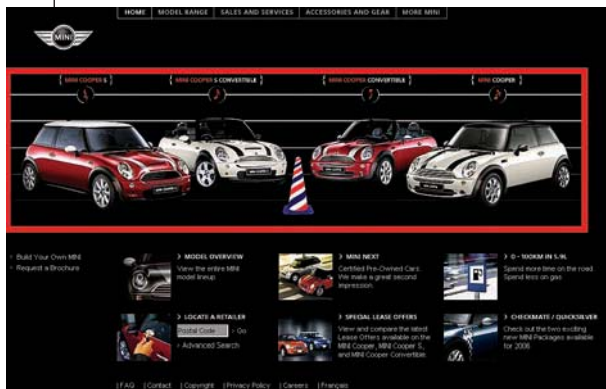 HOME MODEL RANGE SALES AND SERVICES ACCESSORIES AND GEAR MORE MINI
MINI
[ MINI COOPER S ] [ MINI COOPER S CONVERTIBLE ] [ MINI COOPER CONVERTIBLE ] [ MINI COOPER ]
› Build Your Own MINI
› Request a Brochure
› MODEL OVERVIEW
View the entire MINI
model lineup.
› MINI NEXT
Certified Pre-Owned Cars.
We make a great second
impression.
› 0 - 100KM IN 5.9L
Spend more time on the road.
Spend less on gas
› LOCATE A RETAILER
Postal Code › Go
› Advanced Search
› SPECIAL LEASE OFFERS
View and compare the latest
Lease Offers available on the
MINI Cooper, MINI Cooper S,
and MINI Cooper Convertible.
› CHECKMATE / QUICKSILVER
Check out the two exciting
new MINI Packages available
for 2006.
| FAQ | Contact | Copyright | Privacy Policy | Careers | Français